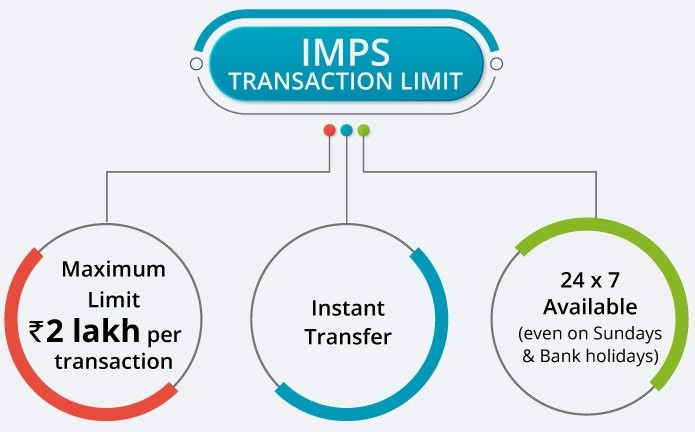 IMPS
TRANSACTION LIMIT
Maximum
Limit
₹2 lakh per
transaction
Instant
Transfer
24 x 7
Available
(even on Sundays
& Bank holidays)